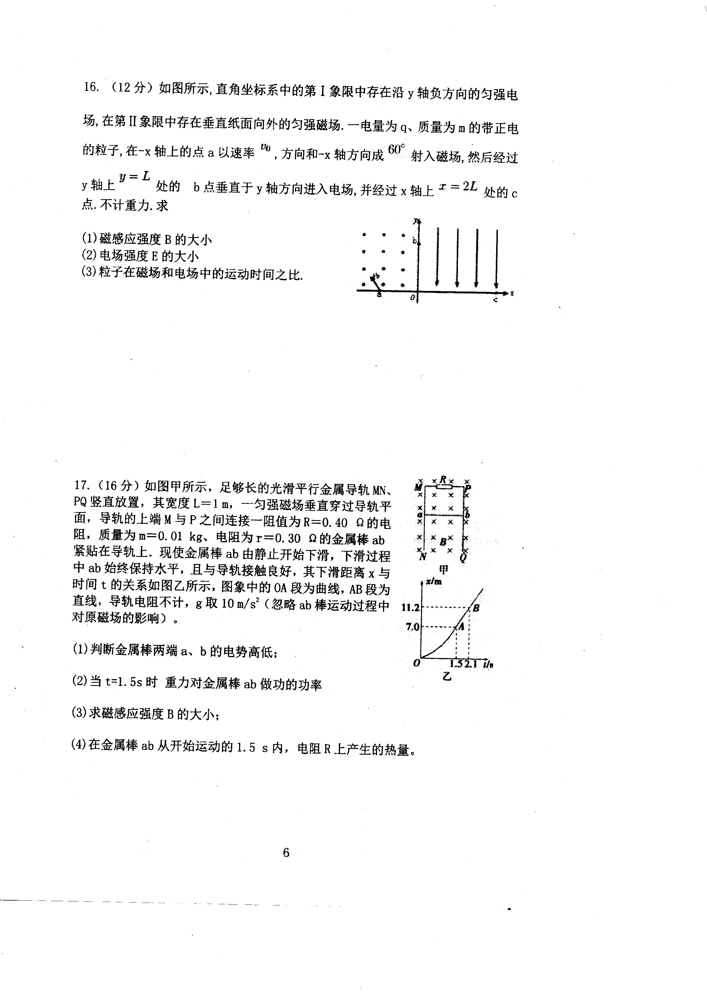 16. （12分）如图所示,直角坐标系中的第 I 象限中存在沿 y 轴负方向的匀强电
场,在第 II 象限中存在垂直纸面向外的匀强磁场.一电量为 q、质量为 m 的带正电
的粒子,在-x 轴上的点 a 以速率 v₀ ,方向和-x 轴方向成 60° 射入磁场,然后经过
y 轴上 y = L 处的 b 点垂直于 y 轴方向进入电场,并经过 x 轴上 x = 2L 处的 c
点.不计重力.求
(1)磁感应强度 B 的大小
(2)电场强度 E 的大小
(3)粒子在磁场和电场中的运动时间之比.
y
b
a
O
c
x
17.（16分）如图甲所示，足够长的光滑平行金属导轨 MN、
PQ 竖直放置，其宽度 L＝1 m，一匀强磁场垂直穿过导轨平
面，导轨的上端 M 与 P 之间连接一阻值为 R＝0.40 Ω的电
阻，质量为 m＝0.01 kg、电阻为 r＝0.30 Ω的金属棒 ab
紧贴在导轨上．现使金属棒 ab 由静止开始下滑，下滑过程
中 ab 始终保持水平，且与导轨接触良好，其下滑距离 x 与
时间 t 的关系如图乙所示，图象中的 OA 段为曲线，AB 段为
直线，导轨电阻不计，g 取 10 m/s²（忽略 ab 棒运动过程中
对原磁场的影响）。
M R P
a b
B
N Q
甲
x/m
11.2 B
7.0 A
O 1.5 2.1 t/s
乙
(1)判断金属棒两端 a、b 的电势高低；
(2)当 t=1.5s 时 重力对金属棒 ab 做功的功率
(3)求磁感应强度 B 的大小；
(4)在金属棒 ab 从开始运动的 1.5 s 内，电阻 R 上产生的热量。
6